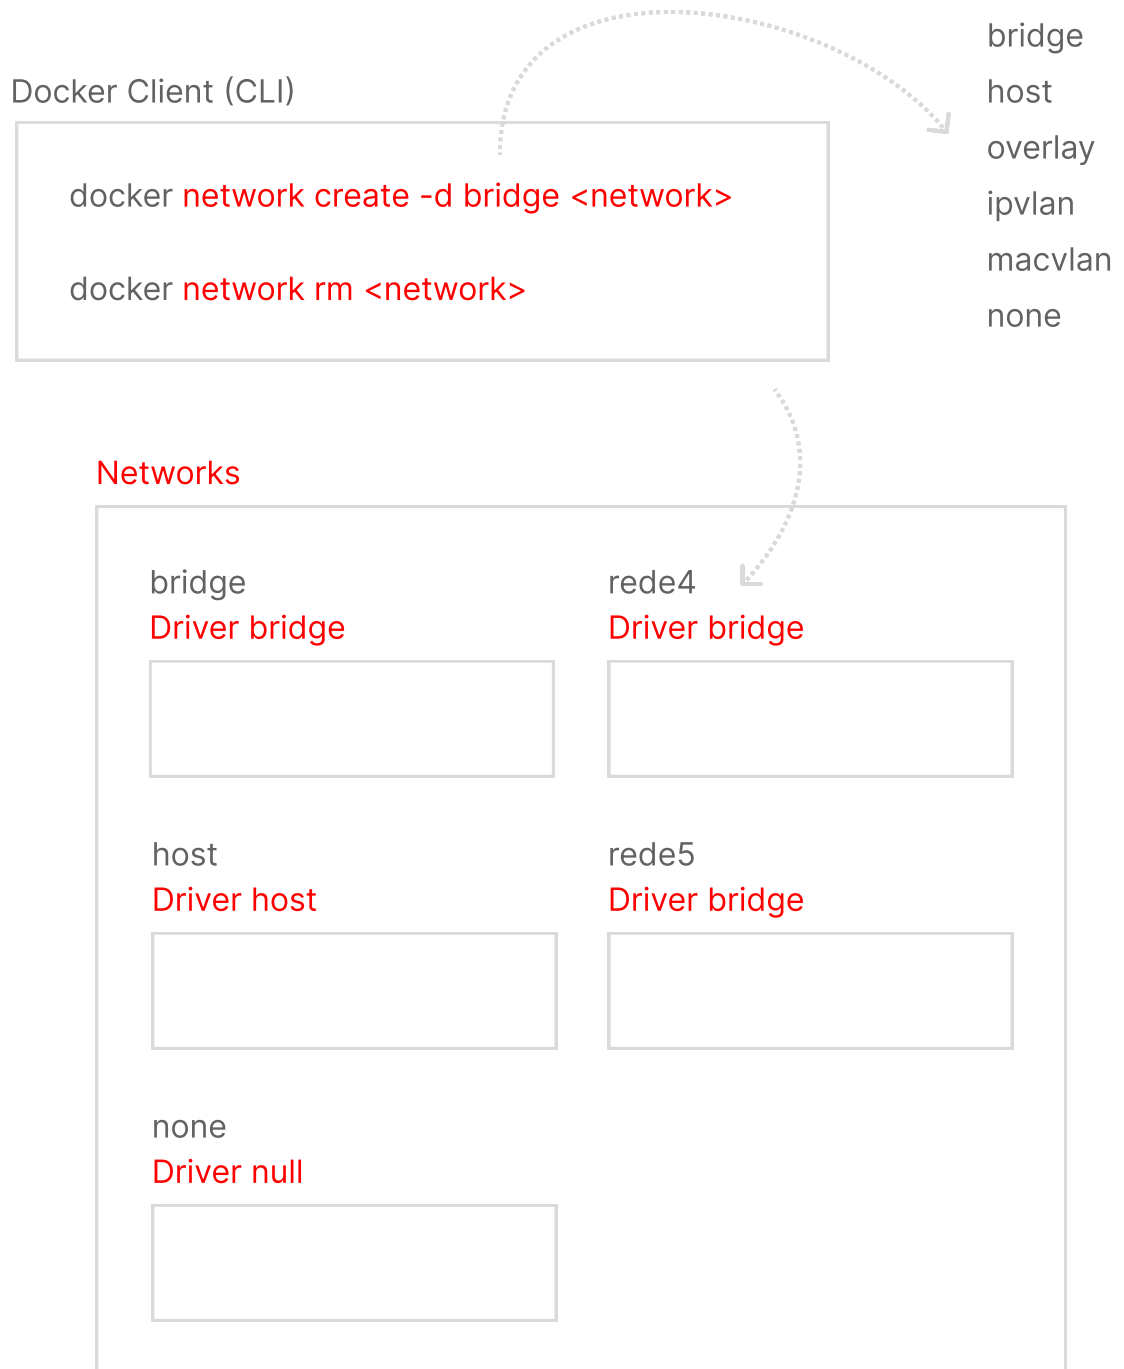 Docker Client (CLI)
docker network create -d bridge <network>
docker network rm <network>
bridge
host
overlay
ipvlan
macvlan
none
Networks
bridge
Driver bridge
rede4
Driver bridge
host
Driver host
rede5
Driver bridge
none
Driver null